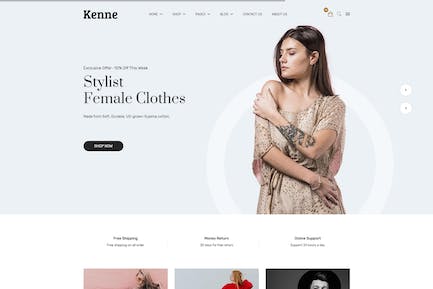 Kenne
HOME SHOP PAGES BLOG CONTACT US ABOUT US
Exclusive Offer -10% Off This Week
Stylist
Female Clothes
Made from Soft, Durable, US-grown Supima cotton.
SHOP NOW
Free Shipping
Money Return
Online Support
Free shipping on all order
30 days for free return
Support 24 hours a day